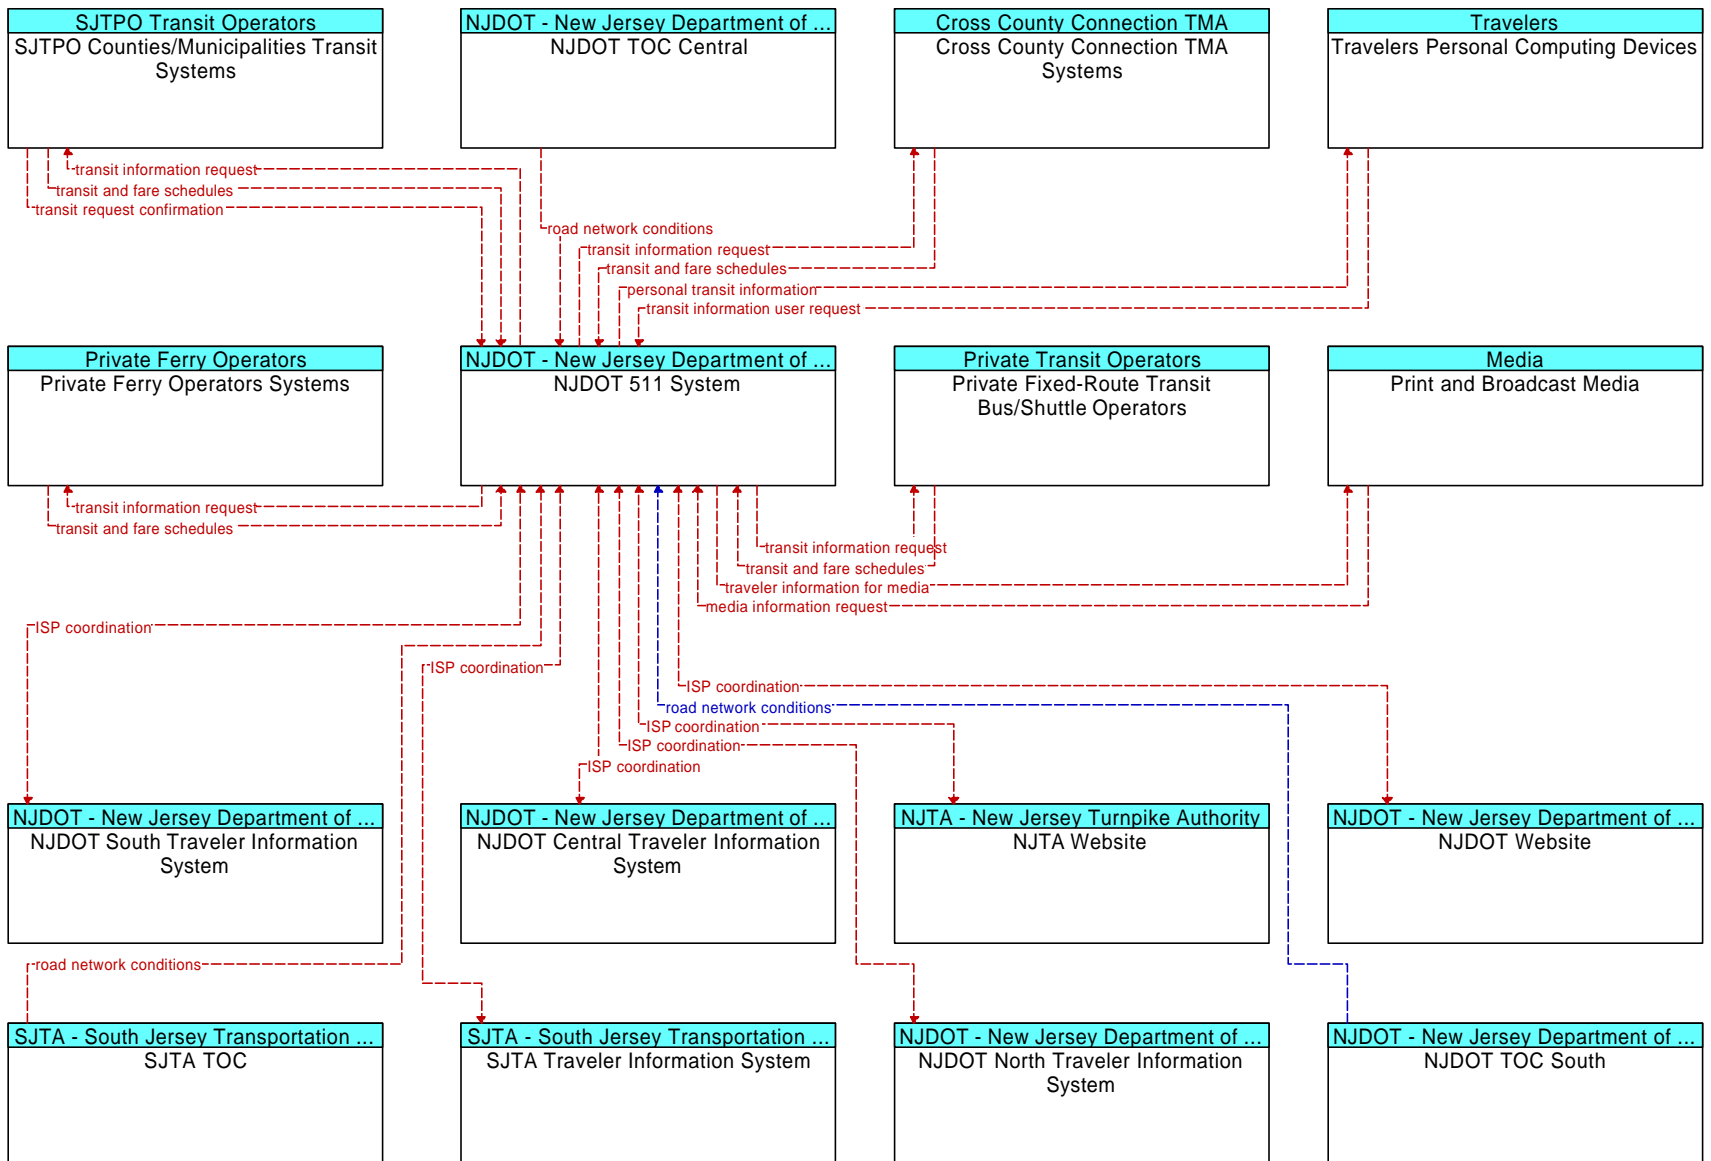 SJTPO Transit Operators
SJTPO Counties/Municipalities Transit
Systems
NJDOT - New Jersey Department of ...
NJDOT TOC Central
Cross County Connection TMA
Cross County Connection TMA
Systems
Travelers
Travelers Personal Computing Devices
transit information request
transit and fare schedules
transit request confirmation
road network conditions
transit information request
transit and fare schedules
personal transit information
transit information user request
Private Ferry Operators
Private Ferry Operators Systems
NJDOT - New Jersey Department of ...
NJDOT 511 System
Private Transit Operators
Private Fixed-Route Transit
Bus/Shuttle Operators
Media
Print and Broadcast Media
transit information request
transit and fare schedules
transit information request
transit and fare schedules
traveler information for media
media information request
ISP coordination
ISP coordination
ISP coordination
road network conditions
ISP coordination
ISP coordination
ISP coordination
NJDOT - New Jersey Department of ...
NJDOT South Traveler Information
System
NJDOT - New Jersey Department of ...
NJDOT Central Traveler Information
System
NJTA - New Jersey Turnpike Authority
NJTA Website
NJDOT - New Jersey Department of ...
NJDOT Website
road network conditions
SJTA - South Jersey Transportation ...
SJTA TOC
SJTA - South Jersey Transportation ...
SJTA Traveler Information System
NJDOT - New Jersey Department of ...
NJDOT North Traveler Information
System
NJDOT - New Jersey Department of ...
NJDOT TOC South